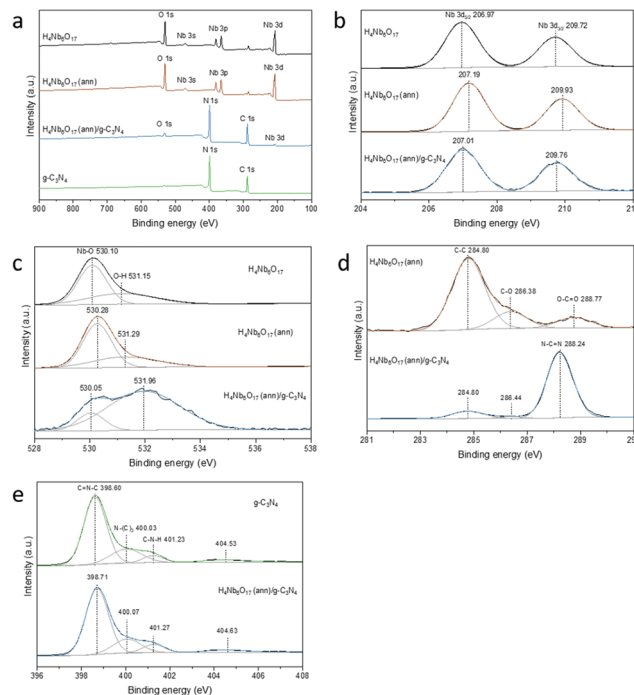 a
O 1s
Nb 3s
Nb 3p
Nb 3d
H₄Nb₆O₁₇
O 1s
Nb 3s
Nb 3p
Nb 3d
H₄Nb₆O₁₇(ann)
N 1s
H₄Nb₆O₁₇(ann)/g-C₃N₄
O 1s
C 1s
Nb 3d
N 1s
g-C₃N₄
C 1s
Intensity (a.u.)
900 800 700 600 500 400 300 200 100
Binding energy (eV)
b
Nb 3d₅/₂ 206.97
Nb 3d₃/₂ 209.72
H₄Nb₆O₁₇
207.19
H₄Nb₆O₁₇(ann)
209.93
207.01
H₄Nb₆O₁₇(ann)/g-C₃N₄
209.76
Intensity (a.u.)
204 206 208 210 212
Binding energy (eV)
c
Nb-O 530.10
H₄Nb₆O₁₇
O-H 531.15
530.28
H₄Nb₆O₁₇(ann)
531.29
530.05
531.96
H₄Nb₆O₁₇(ann)/g-C₃N₄
Intensity (a.u.)
528 530 532 534 536 538
Binding energy (eV)
d
C-C 284.80
H₄Nb₆O₁₇(ann)
C-O 286.38
O-C=O 288.77
N-C=N 288.24
H₄Nb₆O₁₇(ann)/g-C₃N₄
284.80
286.44
Intensity (a.u.)
281 283 285 287 289
Binding energy (eV)
e
C=N-C 398.60
g-C₃N₄
N-(C)₃ 400.03
C-N-H 401.23
404.53
398.71
H₄Nb₆O₁₇(ann)/g-C₃N₄
400.07
401.27
404.63
Intensity (a.u.)
396 398 400 402 404 406 408
Binding energy (eV)